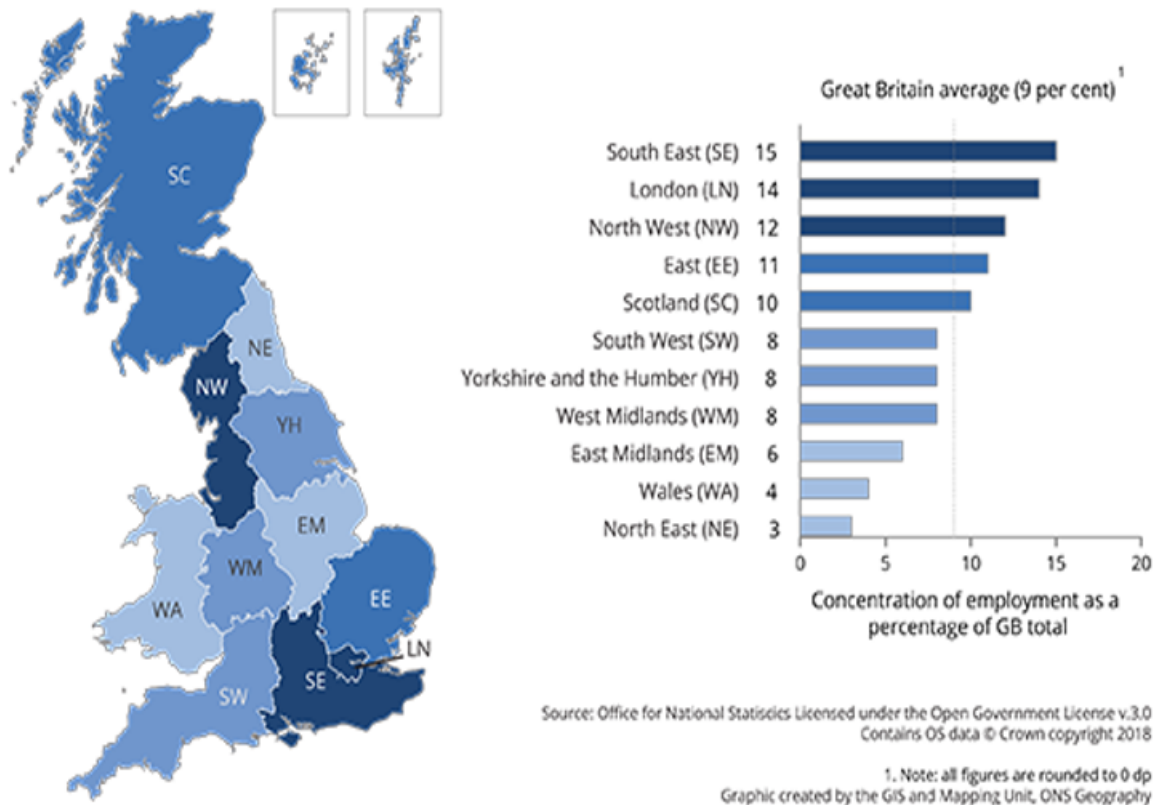 SC
NE
NW
YH
EM
WM
WA
EE
LN
SE
SW
Great Britain average (9 per cent) 1
South East (SE) 15
London (LN) 14
North West (NW) 12
East (EE) 11
Scotland (SC) 10
South West (SW) 8
Yorkshire and the Humber (YH) 8
West Midlands (WM) 8
East Midlands (EM) 6
Wales (WA) 4
North East (NE) 3
0 5 10 15 20
Concentration of employment as a
percentage of GB total
Source: Office for National Statiscics Licensed under the Open Government License v.3.0
Contains OS data © Crown copyright 2018
1. Note: all figures are rounded to 0 dp
Graphic created by the GIS and Mapping Unit, ONS Geography